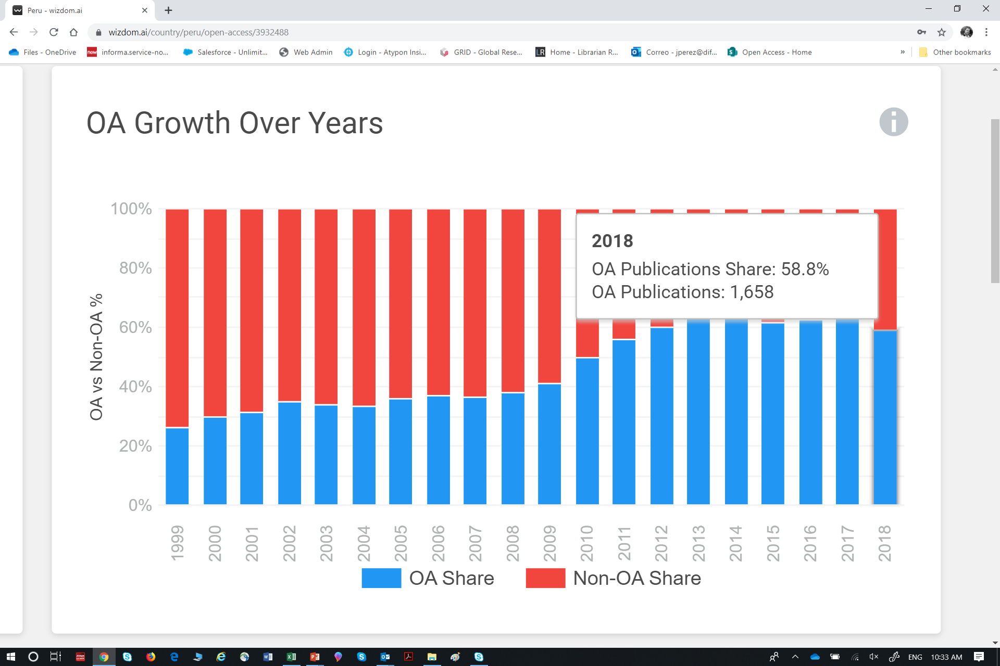 Peru - wizdom.ai
wizdom.ai/country/peru/open-access/3932488
Files - OneDrive
now informa.service-no...
Salesforce - Unlimit...
Web Admin
Login - Atypon Insi...
GRID - Global Rese...
LR Home - Librarian R...
Correo - jperez@dif...
Open Access - Home
»
Other bookmarks
OA Growth Over Years
OA vs Non-OA %
100%
80%
60%
40%
20%
0%
2018
OA Publications Share: 58.8%
OA Publications: 1,658
1999 2000 2001 2002 2003 2004 2005 2006 2007 2008 2009 2010 2011 2012 2013 2014 2015 2016 2017 2018
OA Share Non-OA Share
ENG 10:33 AM